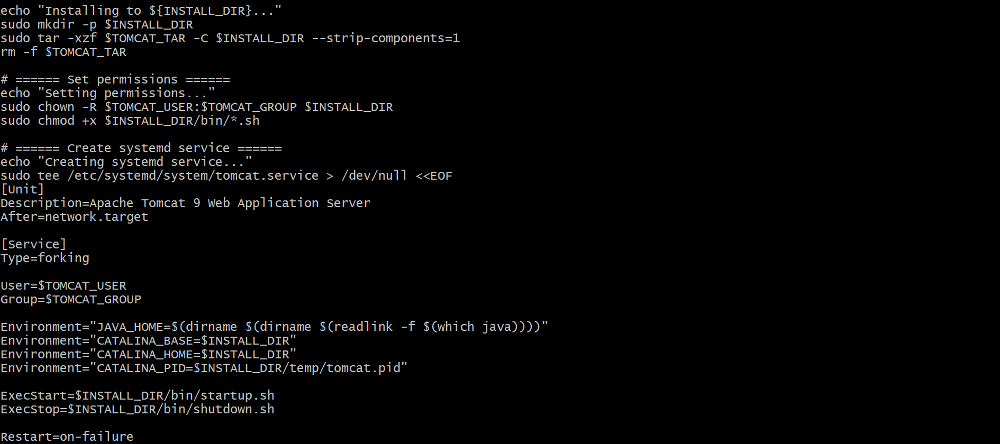 echo "Installing to ${INSTALL_DIR}..."
sudo mkdir -p $INSTALL_DIR
sudo tar -xzf $TOMCAT_TAR -C $INSTALL_DIR --strip-components=1
rm -f $TOMCAT_TAR

# ====== Set permissions ======
echo "Setting permissions..."
sudo chown -R $TOMCAT_USER:$TOMCAT_GROUP $INSTALL_DIR
sudo chmod +x $INSTALL_DIR/bin/*.sh

# ====== Create systemd service ======
echo "Creating systemd service..."
sudo tee /etc/systemd/system/tomcat.service > /dev/null <<EOF
[Unit]
Description=Apache Tomcat 9 Web Application Server
After=network.target

[Service]
Type=forking

User=$TOMCAT_USER
Group=$TOMCAT_GROUP

Environment="JAVA_HOME=$(dirname $(dirname $(readlink -f $(which java))))"
Environment="CATALINA_BASE=$INSTALL_DIR"
Environment="CATALINA_HOME=$INSTALL_DIR"
Environment="CATALINA_PID=$INSTALL_DIR/temp/tomcat.pid"

ExecStart=$INSTALL_DIR/bin/startup.sh
ExecStop=$INSTALL_DIR/bin/shutdown.sh

Restart=on-failure